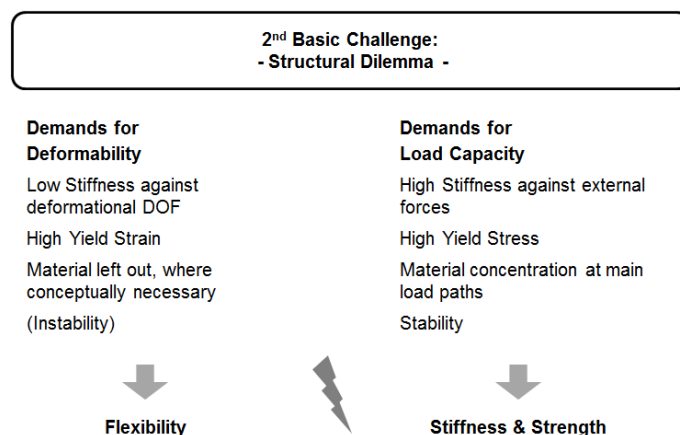 2nd Basic Challenge:
- Structural Dilemma -
Demands for
Deformability
Low Stiffness against
deformational DOF
High Yield Strain
Material left out, where
conceptually necessary
(Instability)
Flexibility
Demands for
Load Capacity
High Stiffness against external
forces
High Yield Stress
Material concentration at main
load paths
Stability
Stiffness & Strength